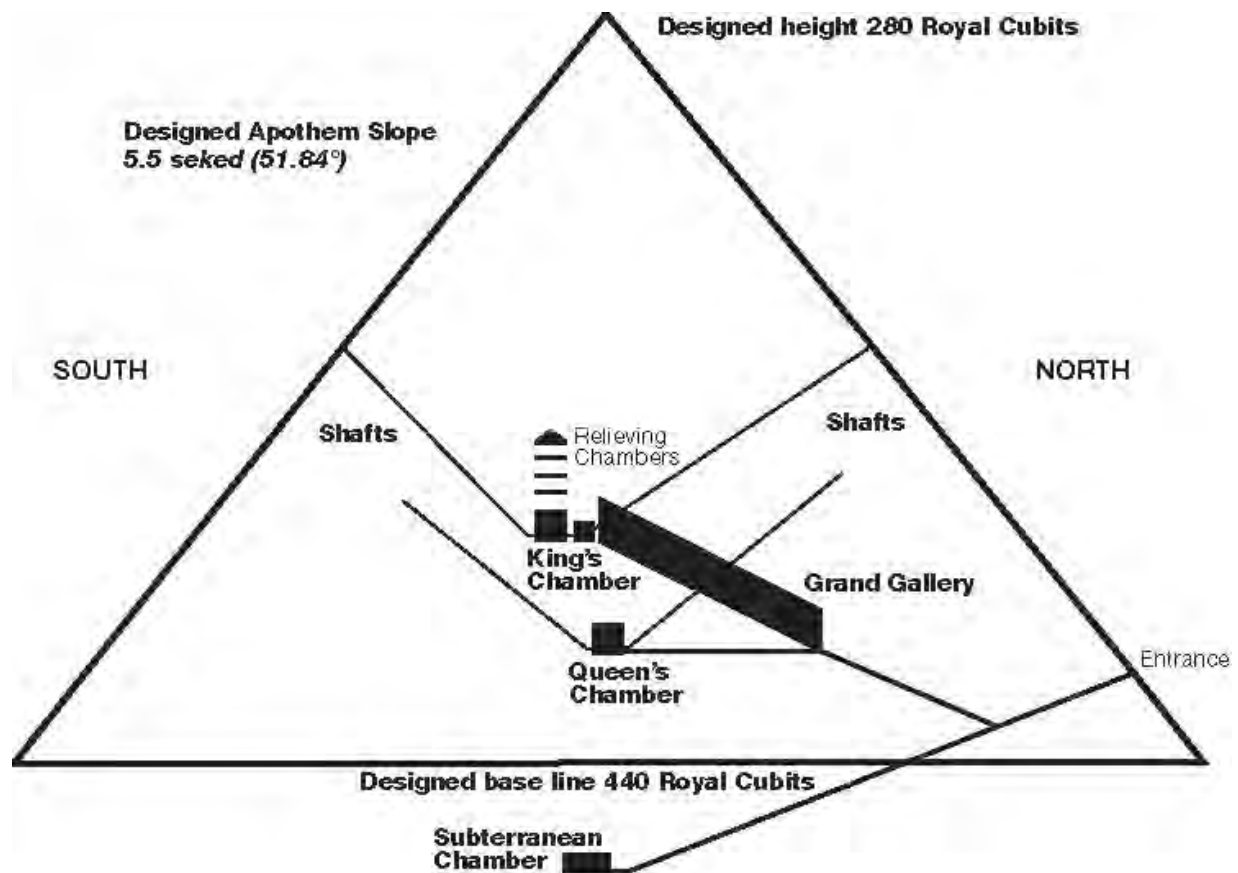 Designed height 280 Royal Cubits
Designed Apothem Slope
5.5 seked (51.84°)
SOUTH
NORTH
Shafts
Relieving
Chambers
Shafts
King's
Chamber
Grand Gallery
Queen's
Chamber
Entrance
Designed base line 440 Royal Cubits
Subterranean
Chamber